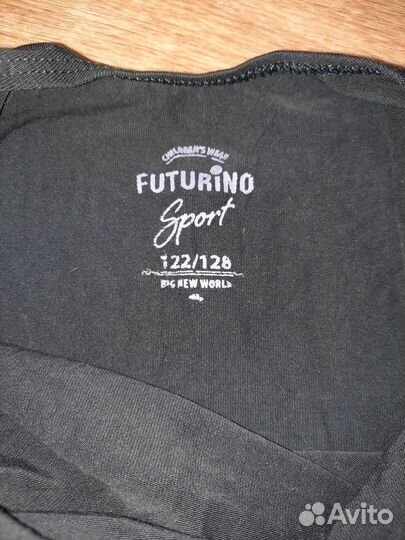 CHILDREN'S WEAR
FUTURiNO
Sport
122/128
BIG NEW WORLD
Avito